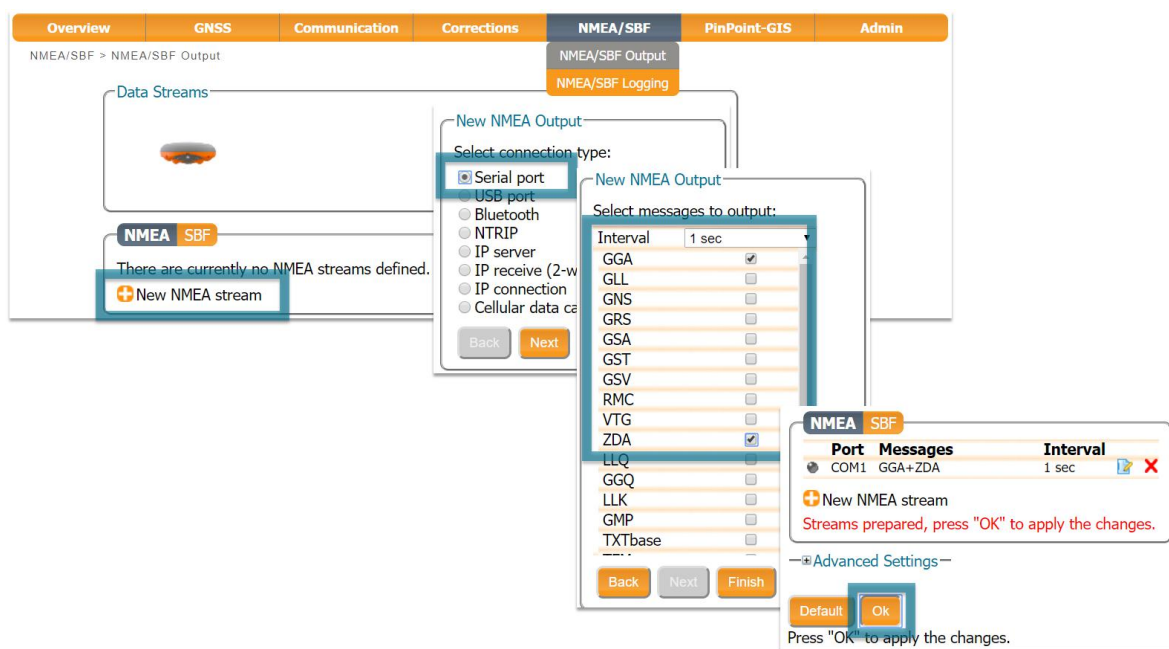 Overview GNSS Communication Corrections NMEA/SBF PinPoint-GIS Admin
NMEA/SBF > NMEA/SBF Output
NMEA/SBF Output
NMEA/SBF Logging
Data Streams
NMEA SBF
There are currently no NMEA streams defined.
New NMEA stream
New NMEA Output
Select connection type:
Serial port
USB port
Bluetooth
NTRIP
IP server
IP receive (2-w
IP connection
Cellular data ca
Back Next
New NMEA Output
Select messages to output:
Interval 1 sec
GGA
GLL
GNS
GRS
GSA
GST
GSV
RMC
VTG
ZDA
LLQ
GGQ
LLK
GMP
TXTbase
Back Next Finish
NMEA SBF
Port Messages Interval
COM1 GGA+ZDA 1 sec
New NMEA stream
Streams prepared, press "OK" to apply the changes.
Advanced Settings
Default Ok
Press "OK" to apply the changes.